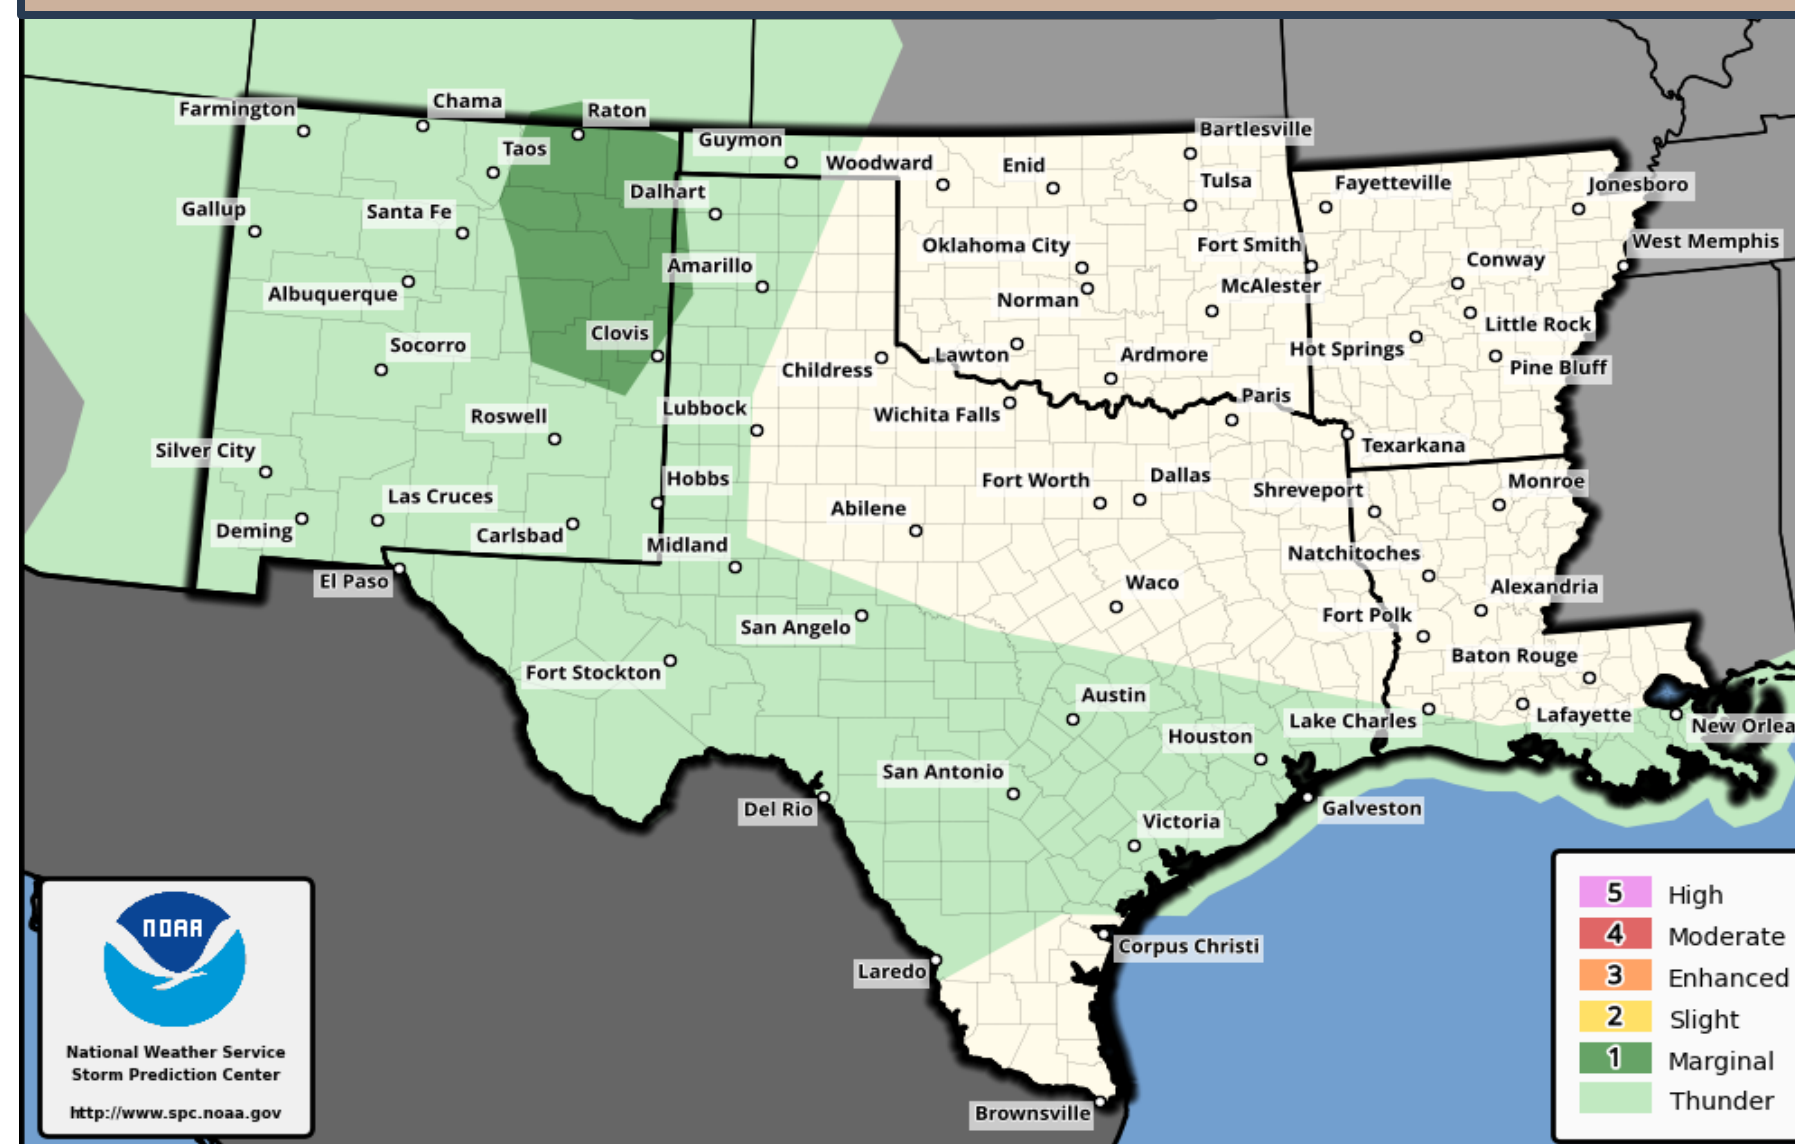 Farmington
Chama
Raton
Taos
Guymon
Bartlesville
Woodward
Enid
Tulsa
Fayetteville
Jonesboro
Dalhart
Gallup
Santa Fe
Oklahoma City
Fort Smith
West Memphis
Conway
Amarillo
Albuquerque
Norman
McAlester
Little Rock
Clovis
Socorro
Childress
Lawton
Ardmore
Hot Springs
Pine Bluff
Roswell
Lubbock
Wichita Falls
Paris
Texarkana
Silver City
Hobbs
Fort Worth
Dallas
Shreveport
Monroe
Las Cruces
Deming
Carlsbad
Midland
Abilene
Natchitoches
El Paso
Waco
Alexandria
San Angelo
Fort Polk
Fort Stockton
Baton Rouge
Austin
Lake Charles
Lafayette
New Orlea
Houston
San Antonio
Del Rio
Galveston
Victoria
Corpus Christi
Laredo
Brownsville
NOAA
National Weather Service
Storm Prediction Center
http://www.spc.noaa.gov
5 High
4 Moderate
3 Enhanced
2 Slight
1 Marginal
Thunder